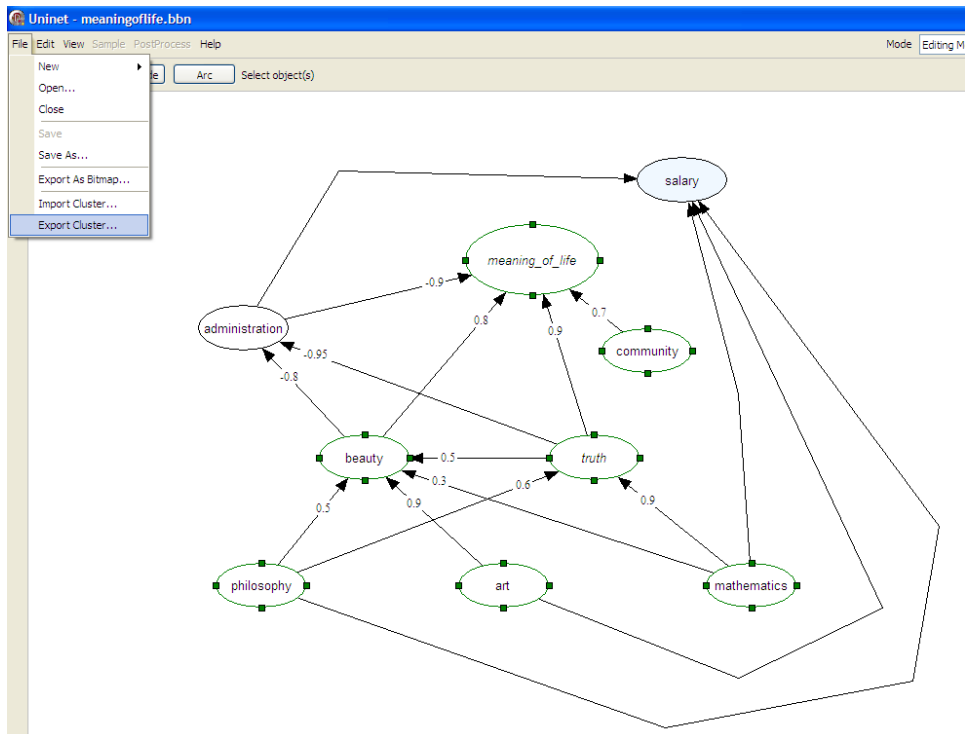 Uninet - meaningoflife.bbn
File Edit View Sample PostProcess Help Mode Editing M
New
Arc Select object(s)
Open...
Close
Save
Save As...
Export As Bitmap...
Import Cluster...
Export Cluster...
salary
meaning_of_life
-0.9
0.8
0.7
0.9
administration
community
-0.95
-0.8
beauty
0.5
truth
0.3
0.6
0.5
0.9
0.9
philosophy
art
mathematics